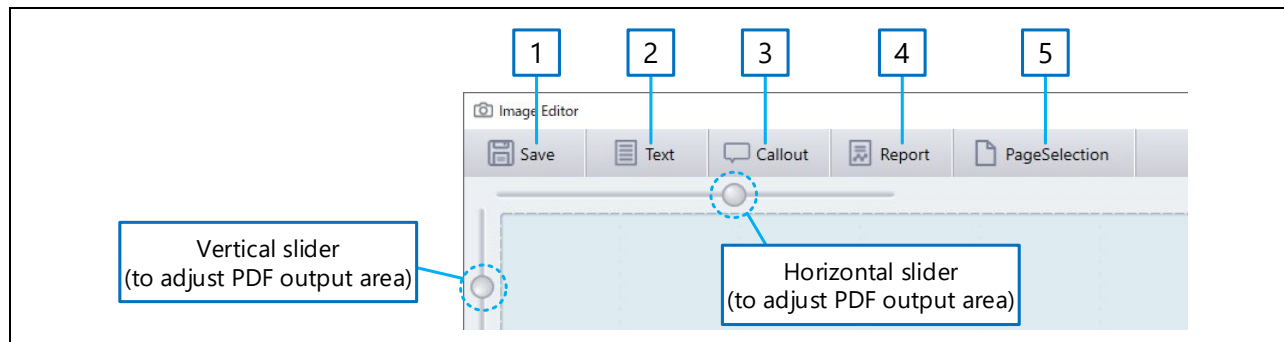 1 2 3 4 5
Image Editor
Save Text Callout Report PageSelection
Vertical slider
(to adjust PDF output area)
Horizontal slider
(to adjust PDF output area)